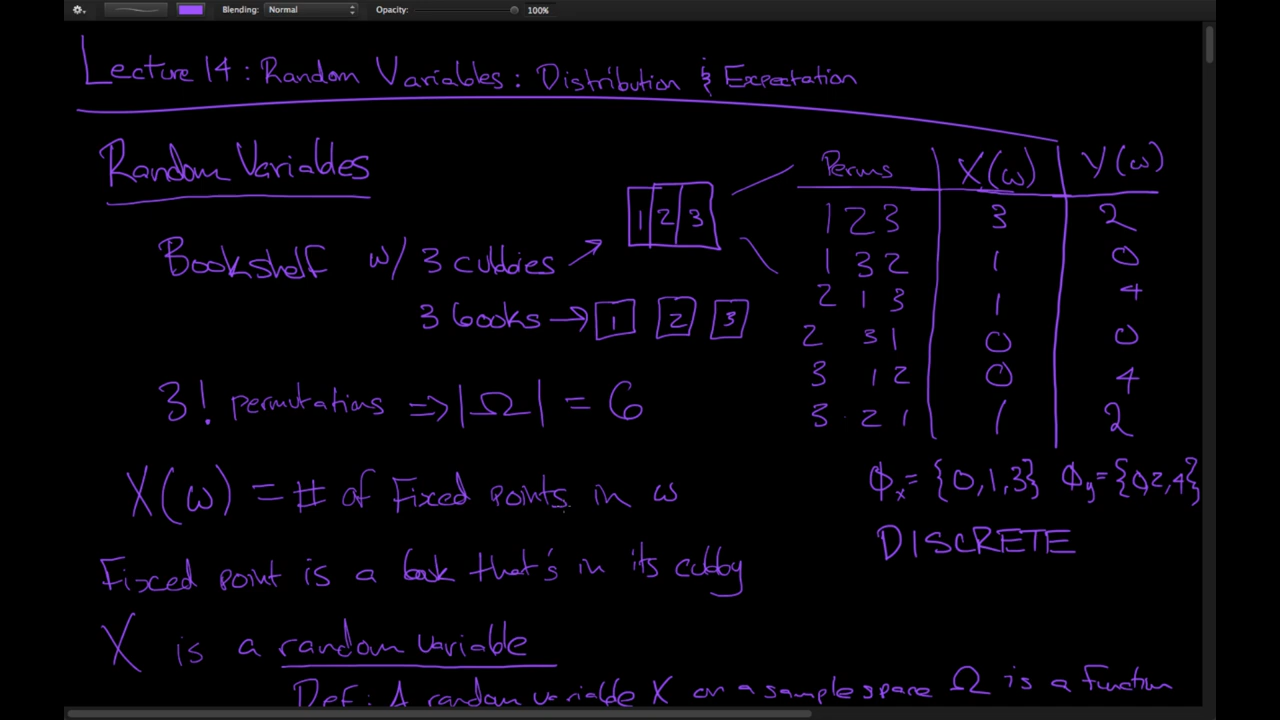 Blending: Normal Opacity: 100%
Lecture 14: Random Variables: Distribution & Expectation
Random Variables
Bookshelf w/ 3 cubbies → 1 2 3
3 books → 1 2 3
3! permutations => |Ω| = 6
X(ω) = # of Fixed points in ω
Fixed point is a book that's in its cubby
X is a random variable
Def: A random variable X on a sample space Ω is a function
Perms X(ω) Y(ω)
1 2 3 3 2
1 3 2 1 0
2 1 3 1 4
2 3 1 0 0
3 1 2 0 4
3 2 1 1 2
ϕx = {0,1,3} ϕy = {0,2,4}
DISCRETE